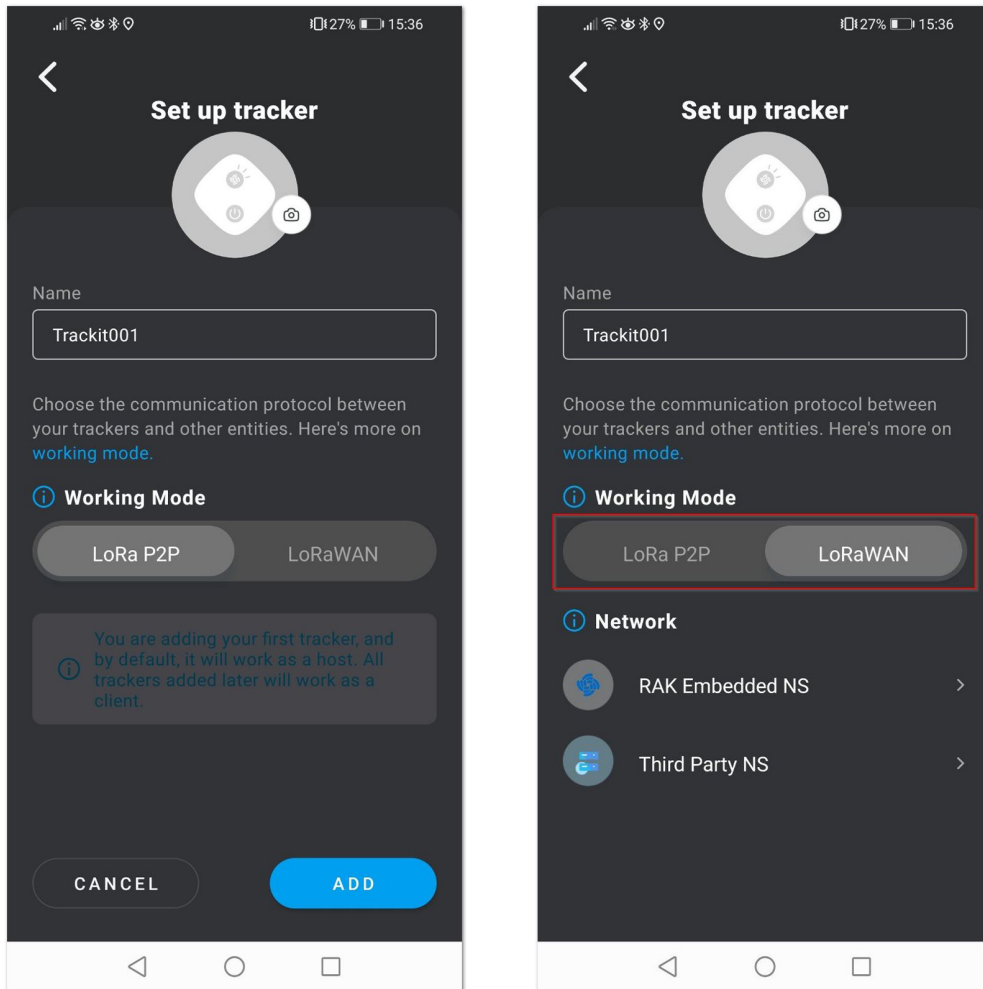 27% 15:36
Set up tracker
Name
Trackit001
Choose the communication protocol between
your trackers and other entities. Here's more on
working mode.
Working Mode
LoRa P2P LoRaWAN
You are adding your first tracker, and
by default, it will work as a host. All
trackers added later will work as a
client.
CANCEL ADD
27% 15:36
Set up tracker
Name
Trackit001
Choose the communication protocol between
your trackers and other entities. Here's more on
working mode.
Working Mode
LoRa P2P LoRaWAN
Network
RAK Embedded NS
Third Party NS